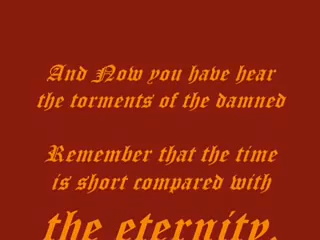 And Now you have hear
the torments of the damned
Remember that the time
is short compared with
the eternity.